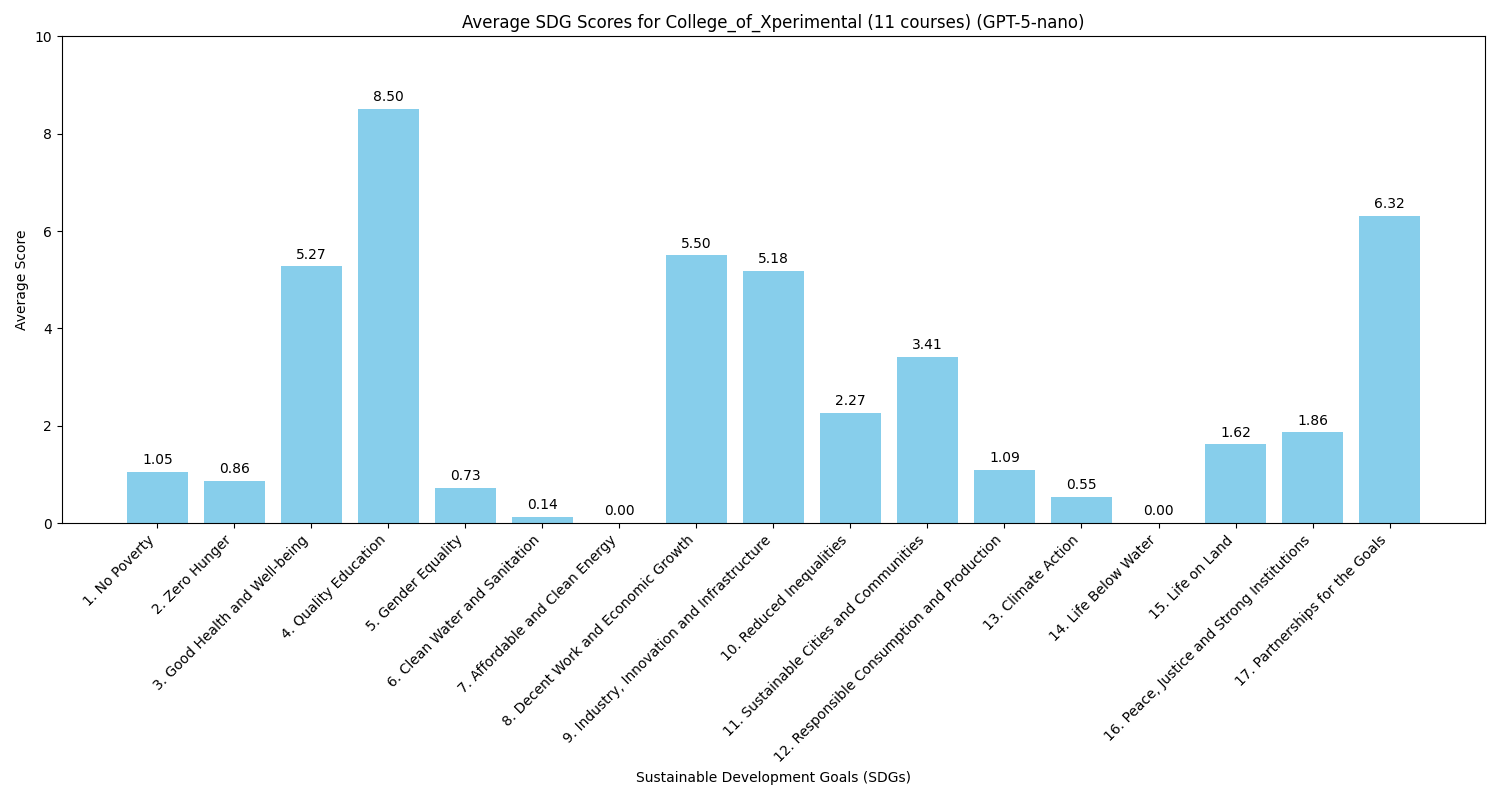 Average SDG Scores for College_of_Xperimental (11 courses) (GPT-5-nano)
Average Score
10
8
6
4
2
0
1.05
0.86
5.27
8.50
0.73
0.14
0.00
5.50
5.18
2.27
3.41
1.09
0.55
0.00
1.62
1.86
6.32
1. No Poverty
2. Zero Hunger
3. Good Health and Well-being
4. Quality Education
5. Gender Equality
6. Clean Water and Sanitation
7. Affordable and Clean Energy
8. Decent Work and Economic Growth
9. Industry, Innovation and Infrastructure
10. Reduced Inequalities
11. Sustainable Cities and Communities
12. Responsible Consumption and Production
13. Climate Action
14. Life Below Water
15. Life on Land
16. Peace, Justice and Strong Institutions
17. Partnerships for the Goals
Sustainable Development Goals (SDGs)